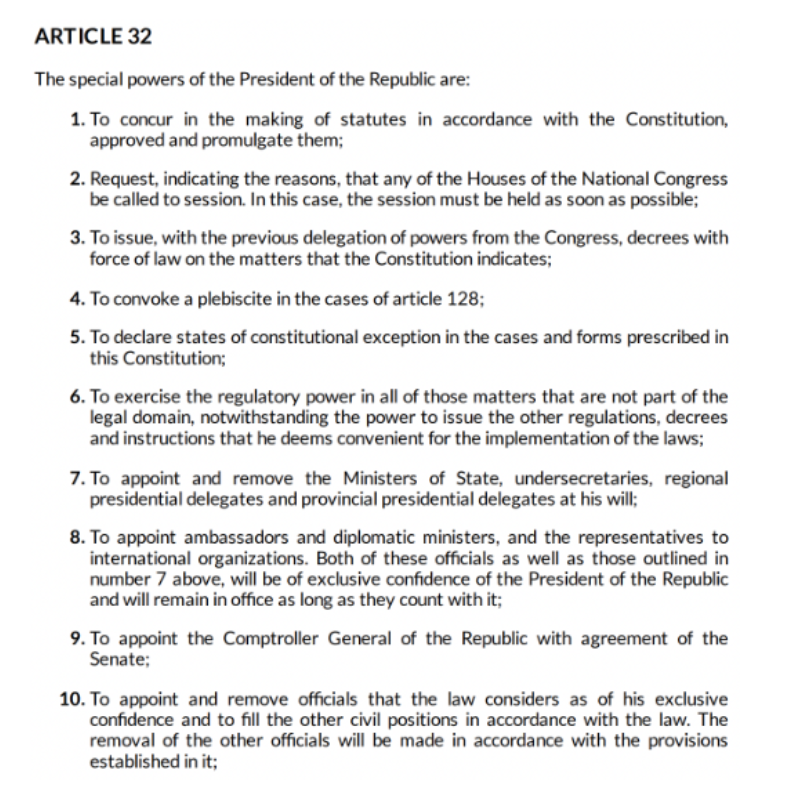 ARTICLE 32
The special powers of the President of the Republic are:
1. To concur in the making of statutes in accordance with the Constitution,
approved and promulgate them;
2. Request, indicating the reasons, that any of the Houses of the National Congress
be called to session. In this case, the session must be held as soon as possible;
3. To issue, with the previous delegation of powers from the Congress, decrees with
force of law on the matters that the Constitution indicates;
4. To convoke a plebiscite in the cases of article 128;
5. To declare states of constitutional exception in the cases and forms prescribed in
this Constitution;
6. To exercise the regulatory power in all of those matters that are not part of the
legal domain, notwithstanding the power to issue the other regulations, decrees
and instructions that he deems convenient for the implementation of the laws;
7. To appoint and remove the Ministers of State, undersecretaries, regional
presidential delegates and provincial presidential delegates at his will;
8. To appoint ambassadors and diplomatic ministers, and the representatives to
international organizations. Both of these officials as well as those outlined in
number 7 above, will be of exclusive confidence of the President of the Republic
and will remain in office as long as they count with it;
9. To appoint the Comptroller General of the Republic with agreement of the
Senate;
10. To appoint and remove officials that the law considers as of his exclusive
confidence and to fill the other civil positions in accordance with the law. The
removal of the other officials will be made in accordance with the provisions
established in it;